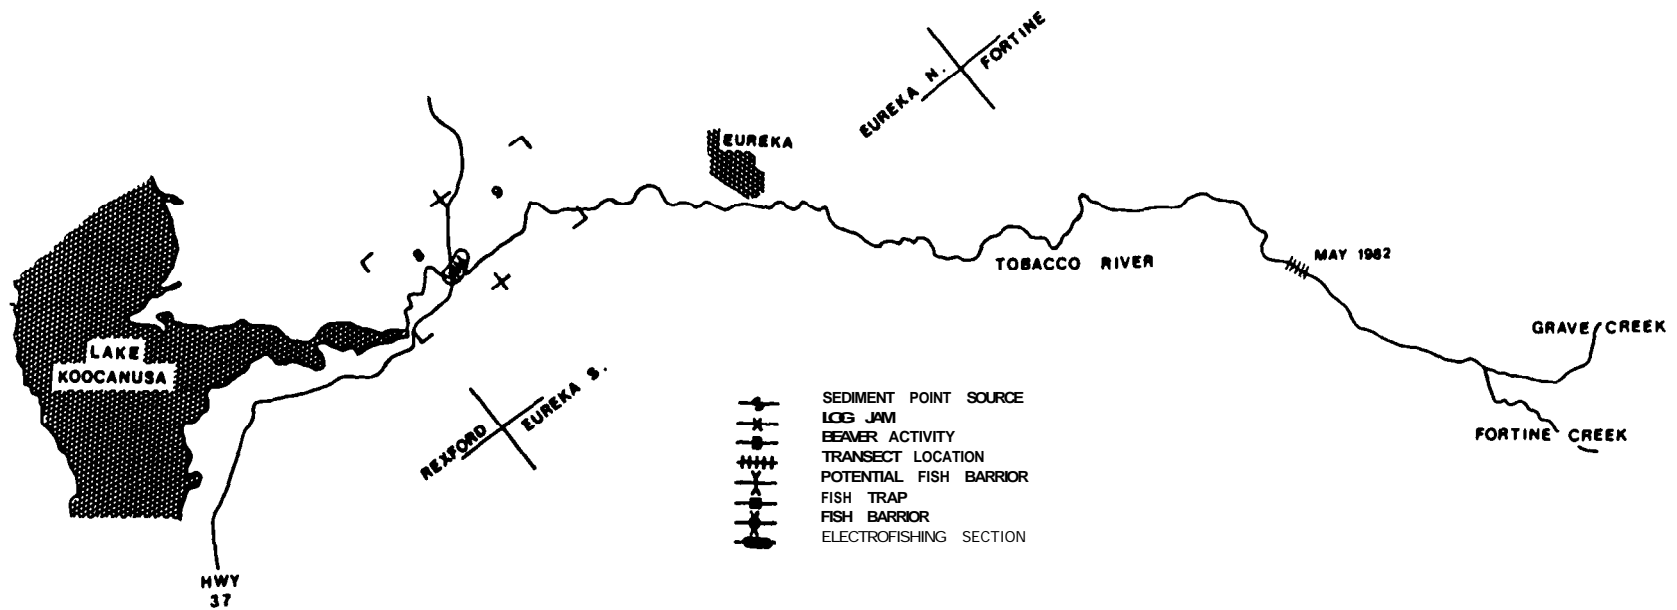 EUREKA N.
FORTINE
EUREKA
TOBACCO RIVER
MAY 1982
GRAVE CREEK
FORTINE CREEK
LAKE
KOOCANUSA
REXFORD
EUREKA S.
HWY
37
SEDIMENT POINT SOURCE
LOG JAM
BEAVER ACTIVITY
TRANSECT LOCATION
POTENTIAL FISH BARRIOR
FISH TRAP
FISH BARRIOR
ELECTROFISHING SECTION